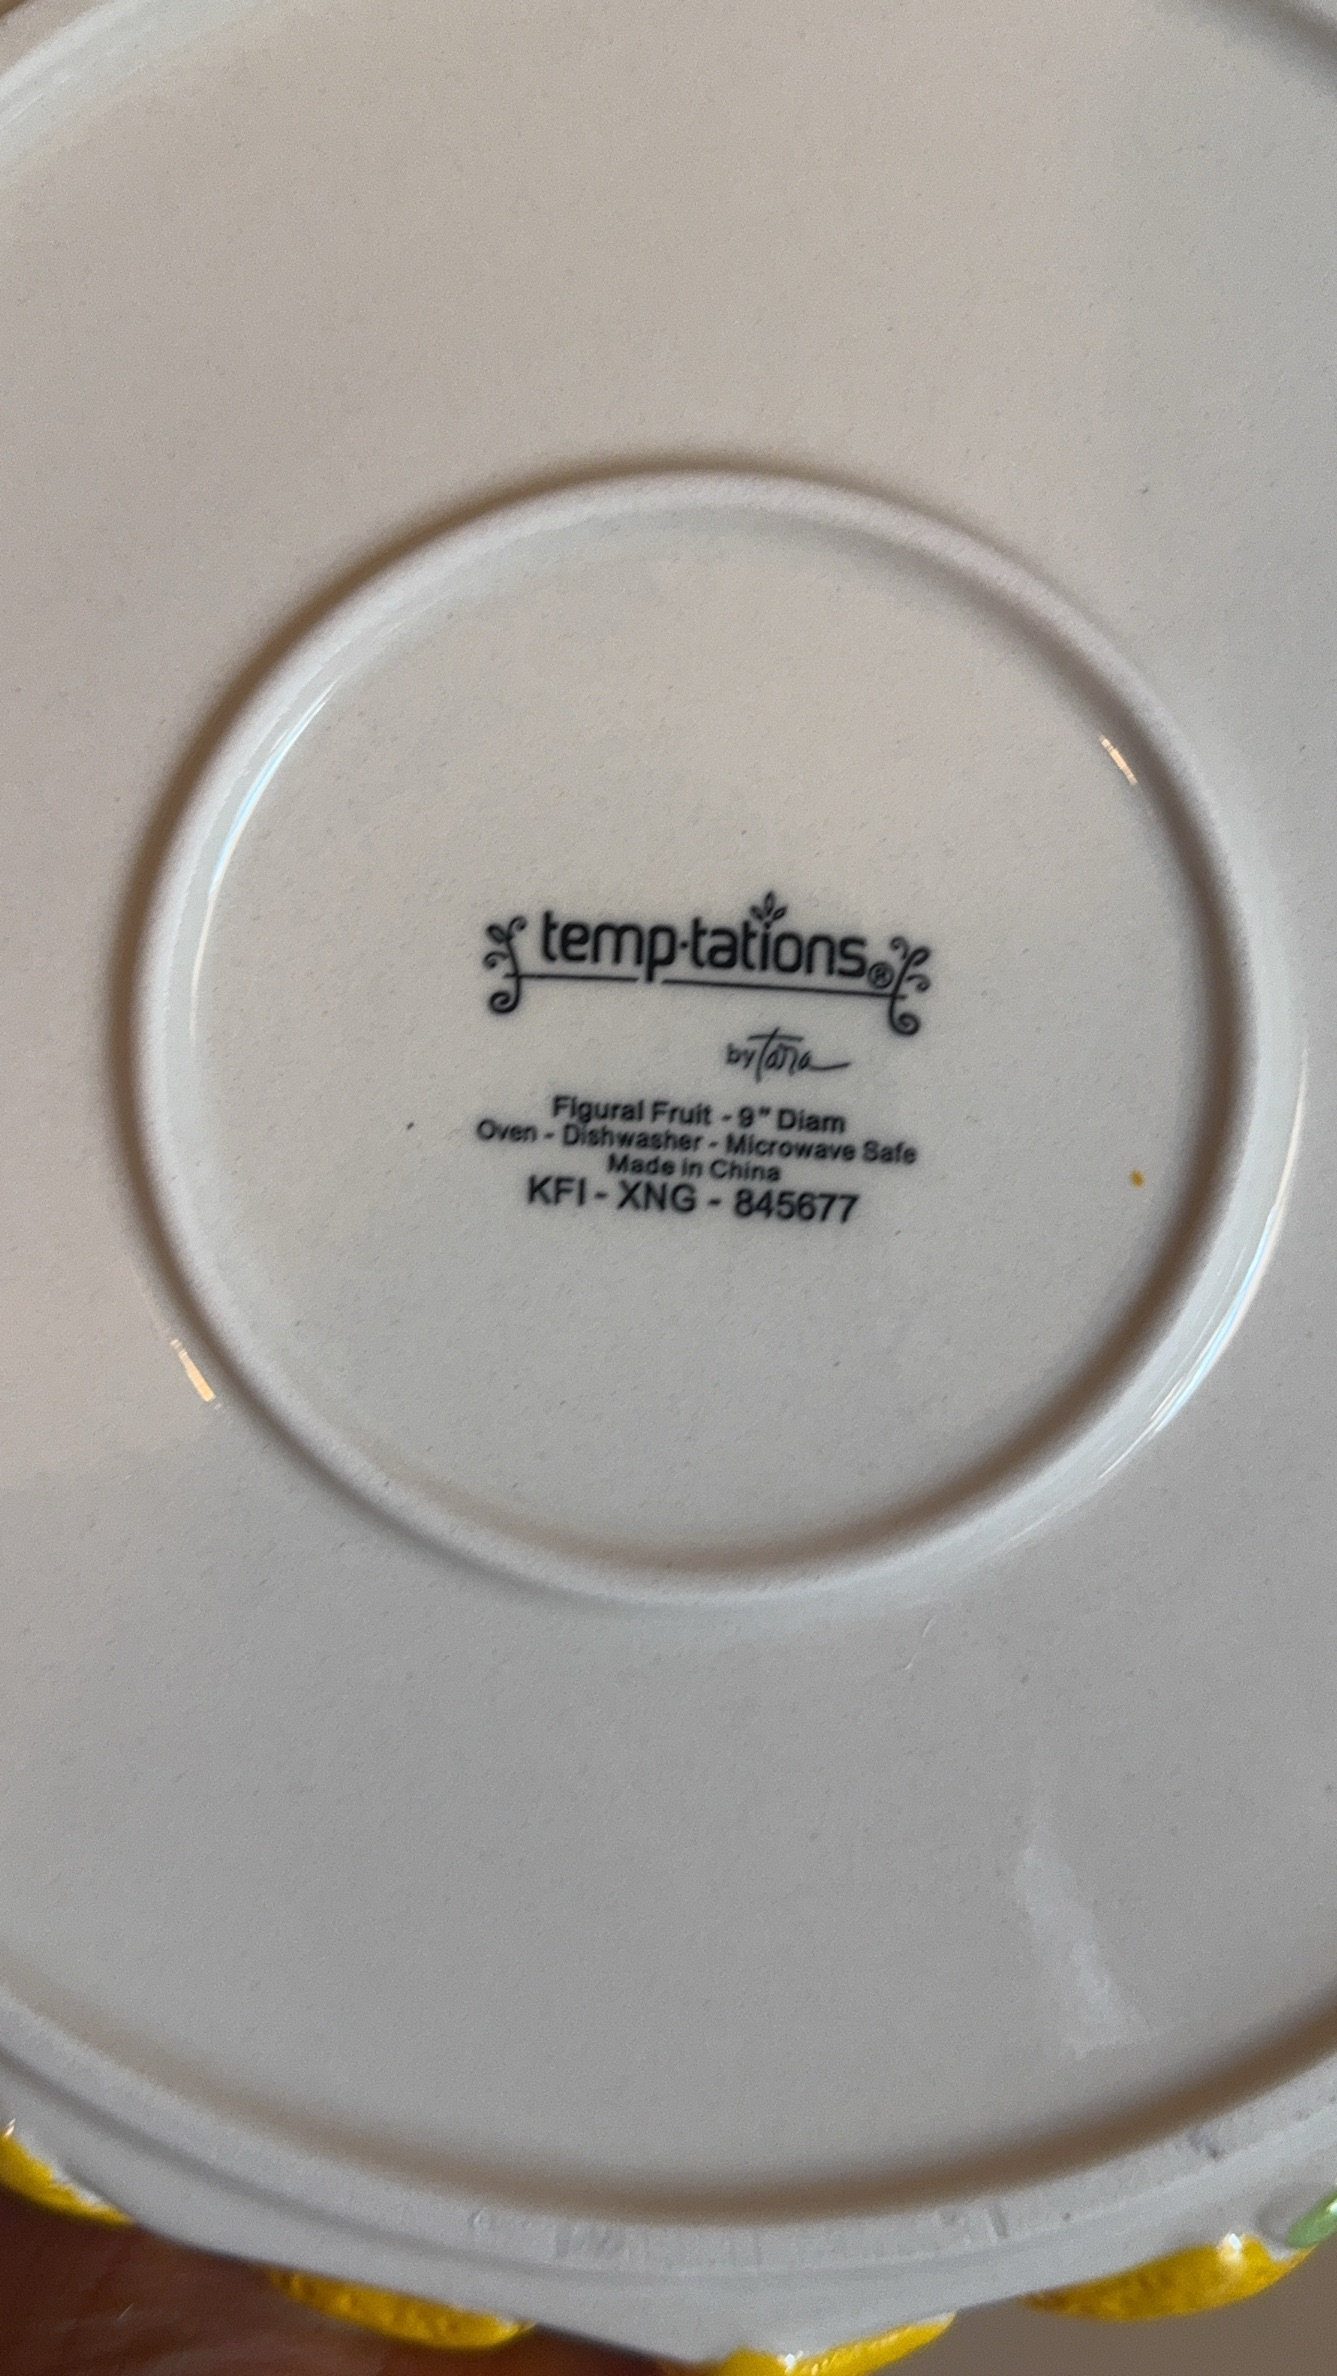 temp·tations®
by Tara
Figural Fruit - 9" Diam
Oven - Dishwasher - Microwave Safe
Made in China
KFI - XNG - 845677